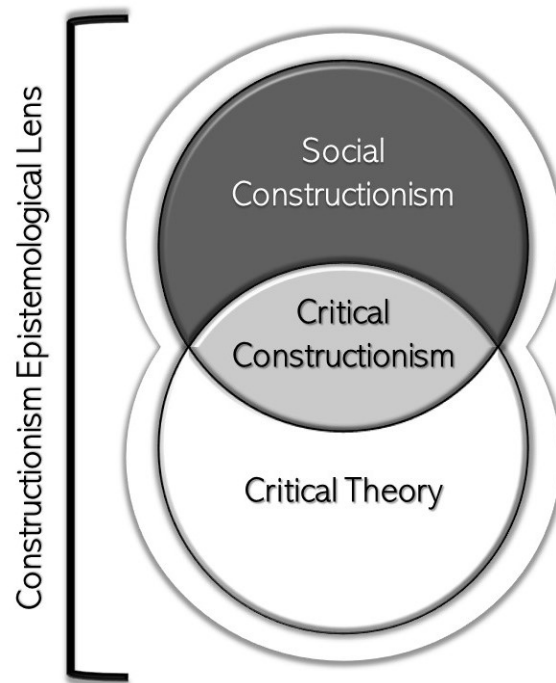 Constructionism Epistemological Lens
Social
Constructionism
Critical
Constructionism
Critical Theory